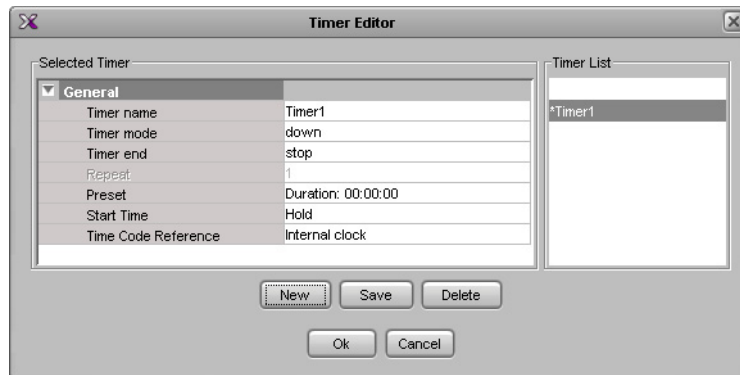 Timer Editor
Selected Timer
General
Timer name Timer1
Timer mode down
Timer end stop
Repeat 1
Preset Duration: 00:00:00
Start Time Hold
Time Code Reference Internal clock
Timer List
*Timer1
New Save Delete
Ok Cancel